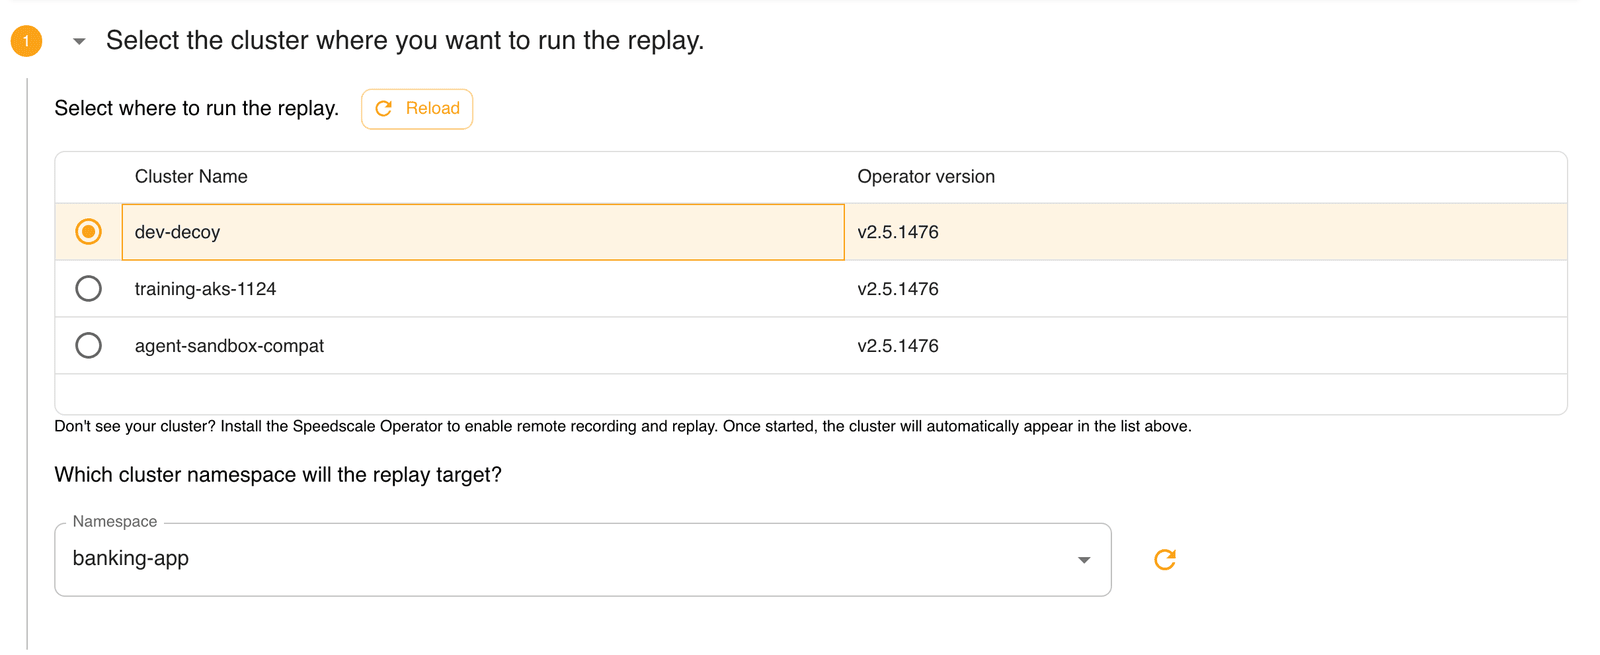 1
Select the cluster where you want to run the replay.
Select where to run the replay.
Reload
Cluster Name Operator version
dev-decoy v2.5.1476
training-aks-1124 v2.5.1476
agent-sandbox-compat v2.5.1476
Don't see your cluster? Install the Speedscale Operator to enable remote recording and replay. Once started, the cluster will automatically appear in the list above.
Which cluster namespace will the replay target?
Namespace
banking-app